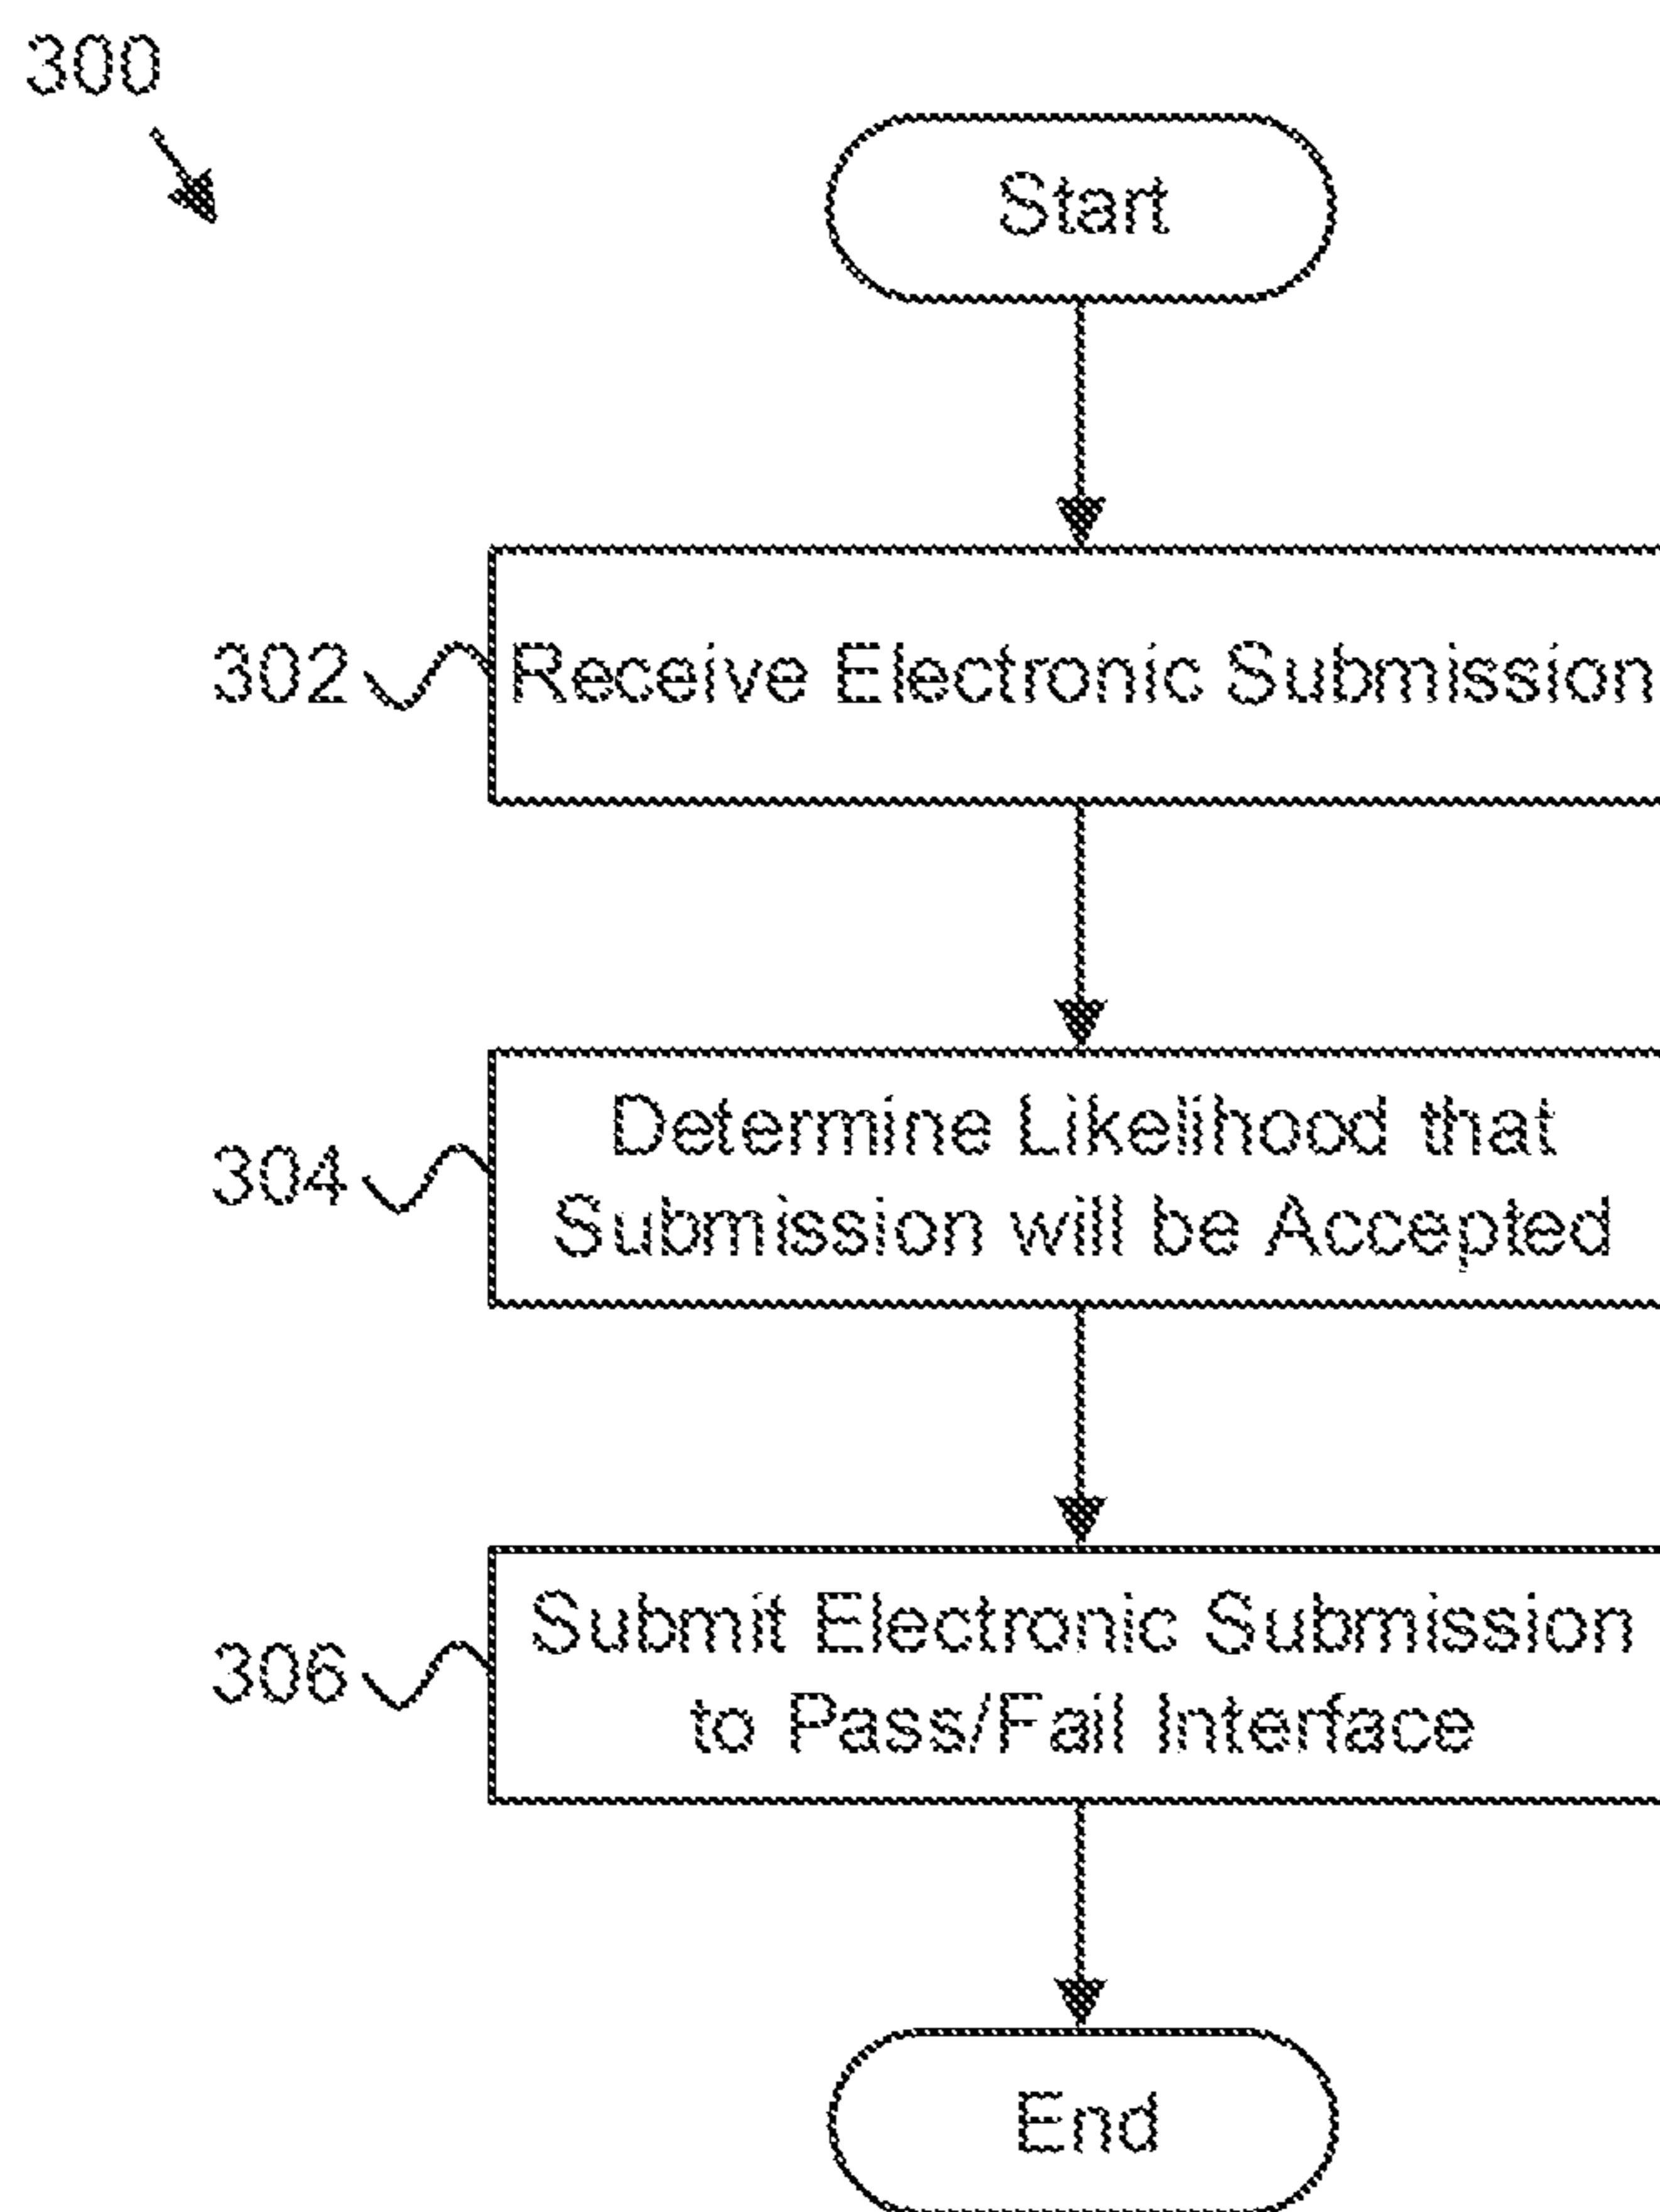 300
Start
302 Receive Electronic Submission
304 Determine Likelihood that
Submission will be Accepted
306 Submit Electronic Submission
to Pass/Fail Interface
End